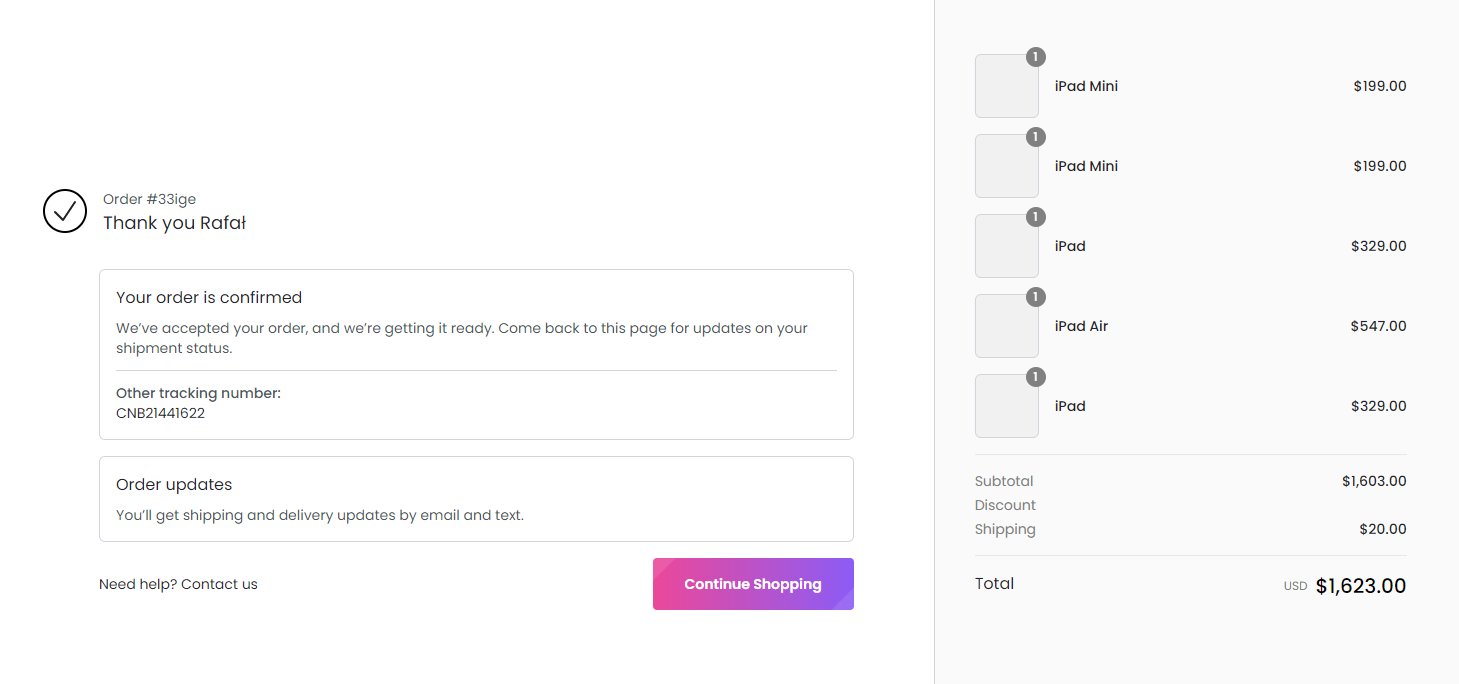 Order #33ige
Thank you Rafał
Your order is confirmed
We’ve accepted your order, and we’re getting it ready. Come back to this page for updates on your
shipment status.
Other tracking number:
CNB21441622
Order updates
You’ll get shipping and delivery updates by email and text.
Need help? Contact us
Continue Shopping
1
iPad Mini $199.00
1
iPad Mini $199.00
1
iPad $329.00
1
iPad Air $547.00
1
iPad $329.00
Subtotal $1,603.00
Discount
Shipping $20.00
Total USD $1,623.00